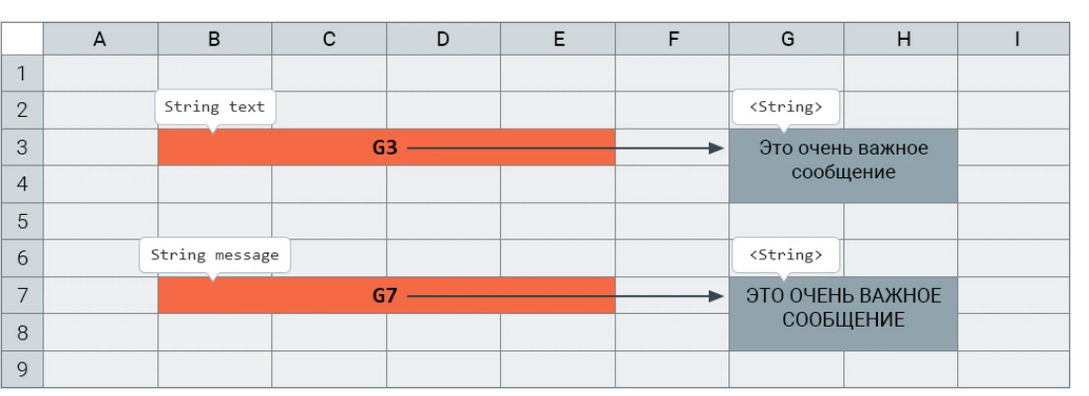 A B C D E F G H I
1
2 String text <String>
3 G3 Это очень важное
сообщение
4
5
6 String message <String>
7 G7 ЭТО ОЧЕНЬ ВАЖНОЕ
СООБЩЕНИЕ
8
9